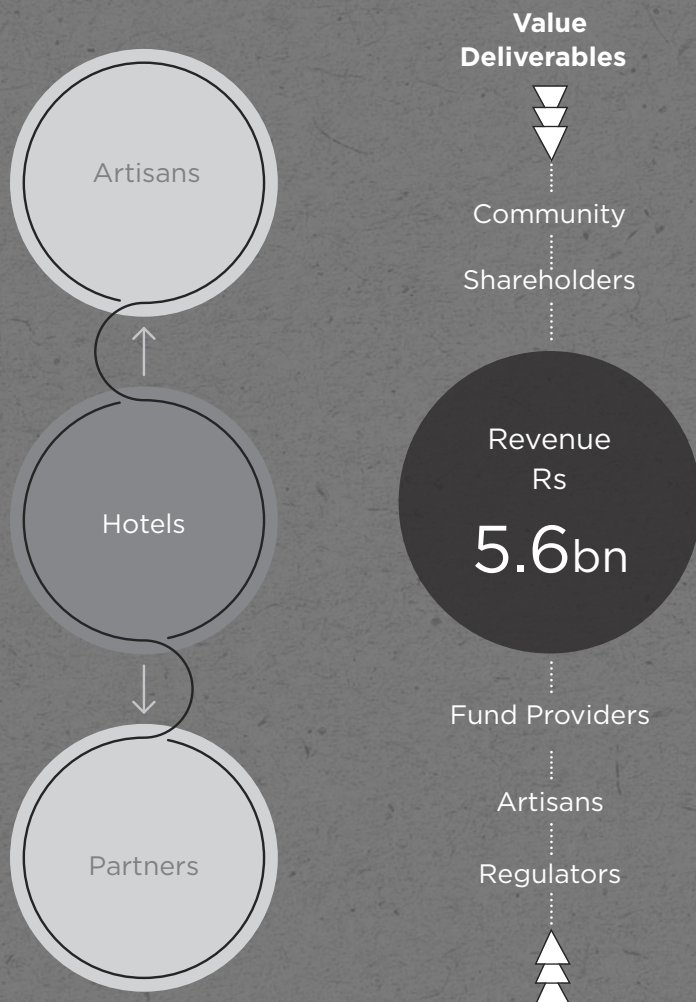 Artisans
Hotels
Partners
Value
Deliverables
Community
Shareholders
Revenue
Rs
5.6bn
Fund Providers
Artisans
Regulators